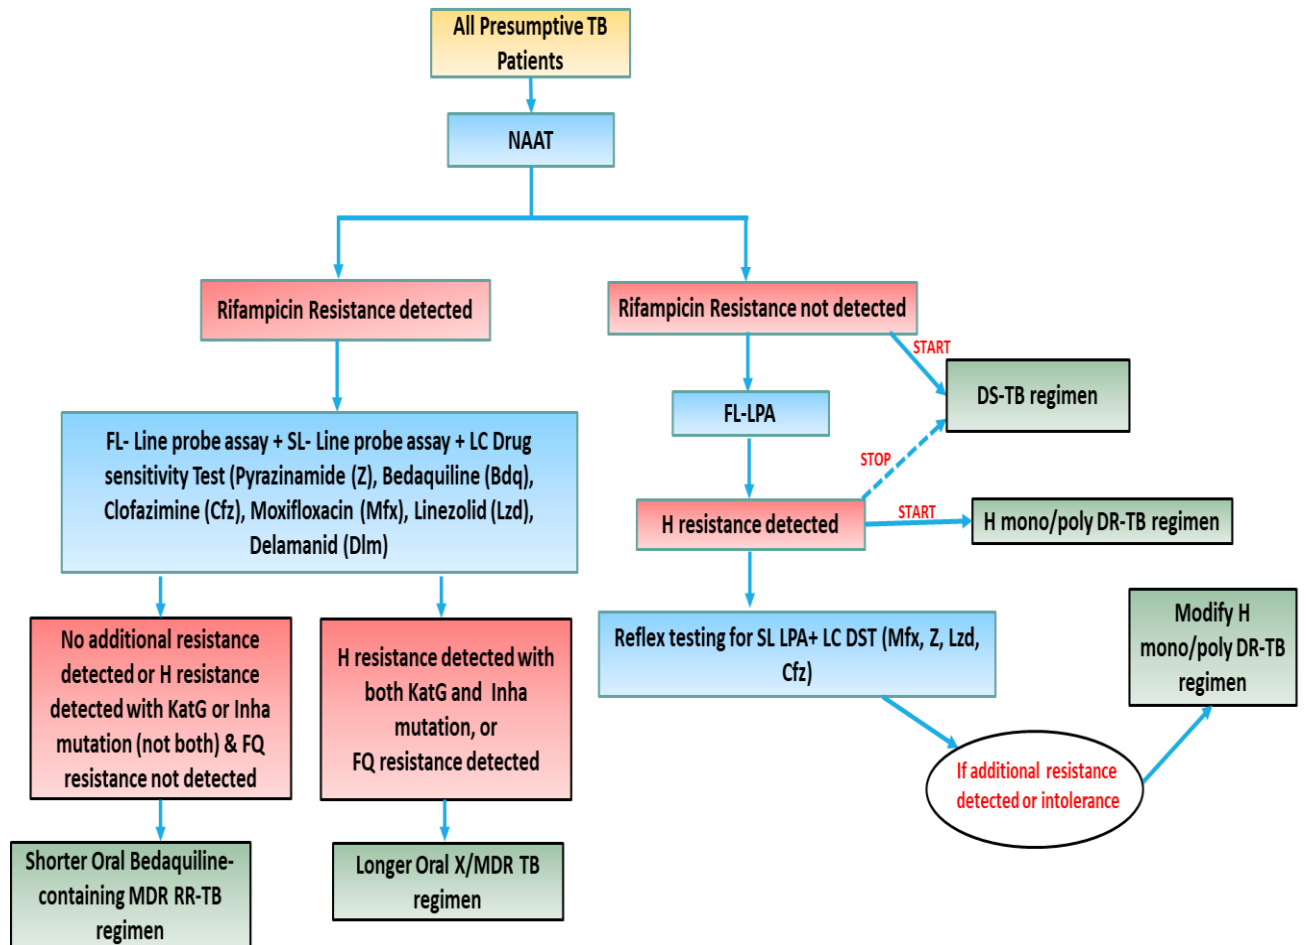 All Presumptive TB
Patients
NAAT
Rifampicin Resistance detected
Rifampicin Resistance not detected
START
DS-TB regimen
FL-LPA
STOP
FL- Line probe assay + SL- Line probe assay + LC Drug
sensitivity Test (Pyrazinamide (Z), Bedaquiline (Bdq),
Clofazimine (Cfz), Moxifloxacin (Mfx), Linezolid (Lzd),
Delamanid (Dlm)
H resistance detected
START
H mono/poly DR-TB regimen
No additional resistance
detected or H resistance
detected with KatG or Inha
mutation (not both) & FQ
resistance not detected
H resistance detected with
both KatG and Inha
mutation, or
FQ resistance detected
Reflex testing for SL LPA+ LC DST (Mfx, Z, Lzd,
Cfz)
Modify H
mono/poly DR-TB
regimen
If additional resistance
detected or intolerance
Shorter Oral Bedaquiline-
containing MDR RR-TB
regimen
Longer Oral X/MDR TB
regimen